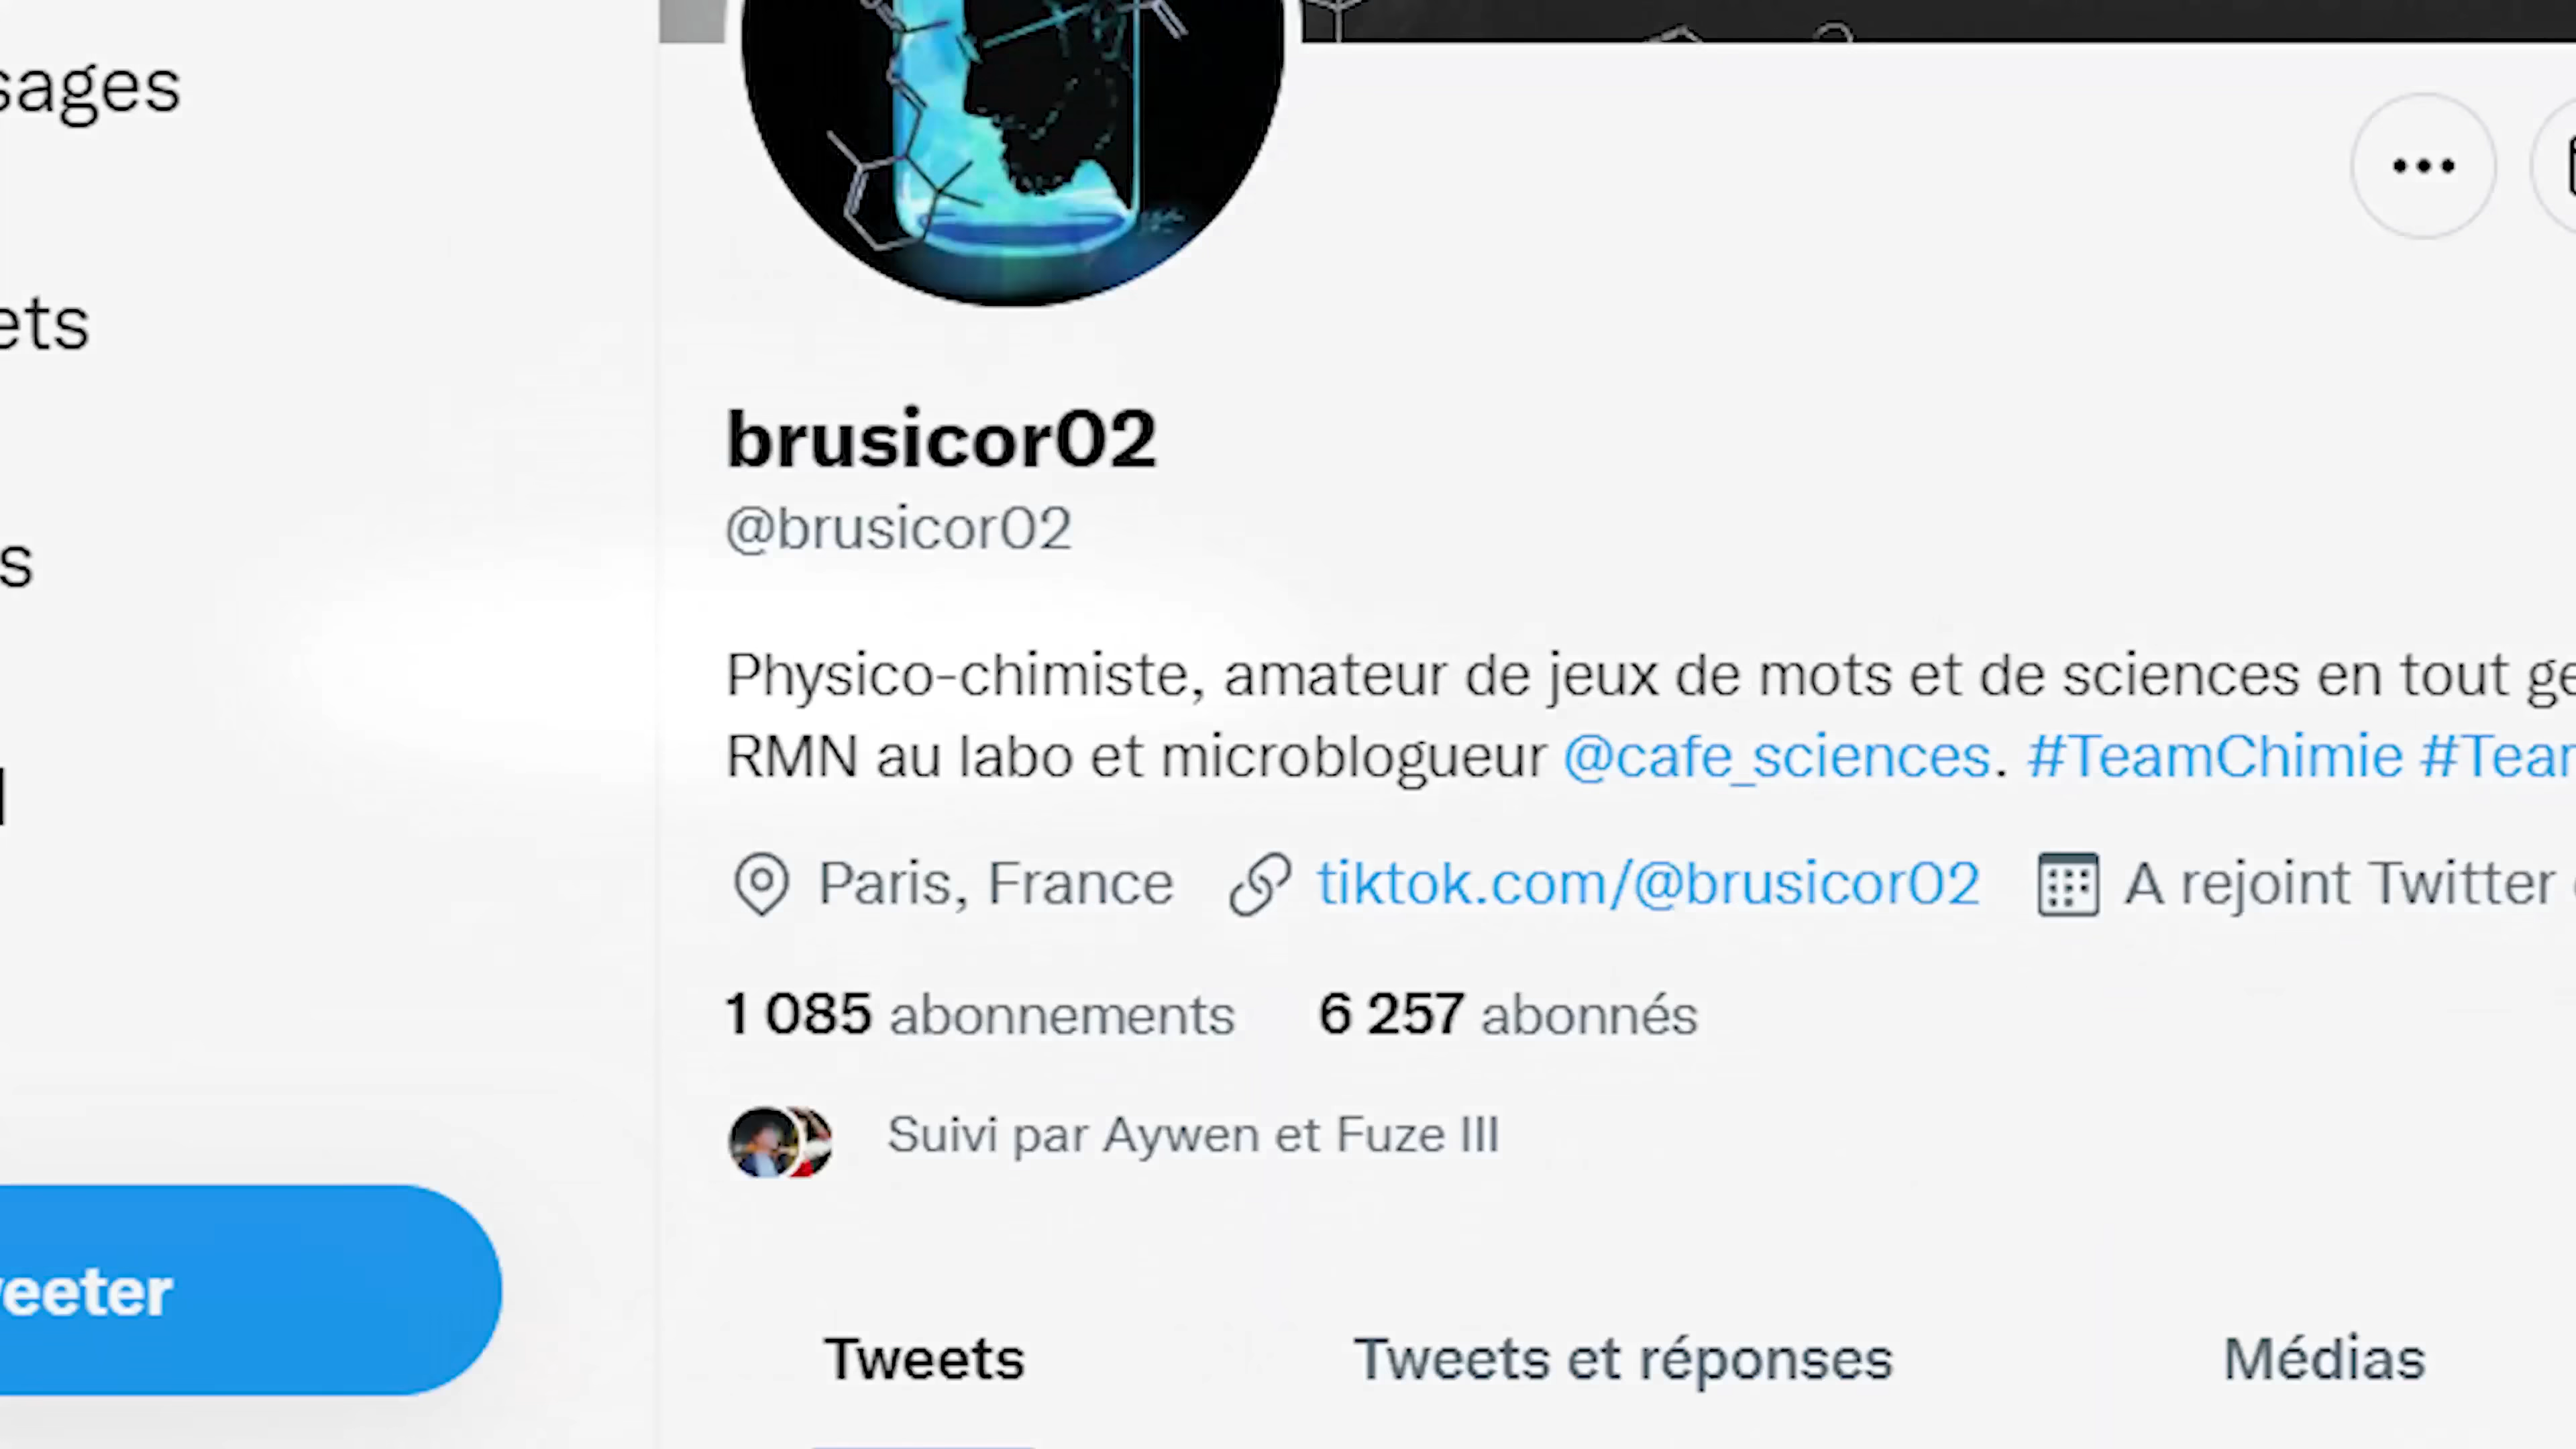 sages
ets
s
brusicor02
@brusicor02
Physico-chimiste, amateur de jeux de mots et de sciences en tout ge
RMN au labo et microblogueur @cafe_sciences. #TeamChimie #Tear
Paris, France tiktok.com/@brusicor02 A rejoint Twitter
1 085 abonnements 6 257 abonnés
Suivi par Aywen et Fuze III
eeter
Tweets Tweets et réponses Médias